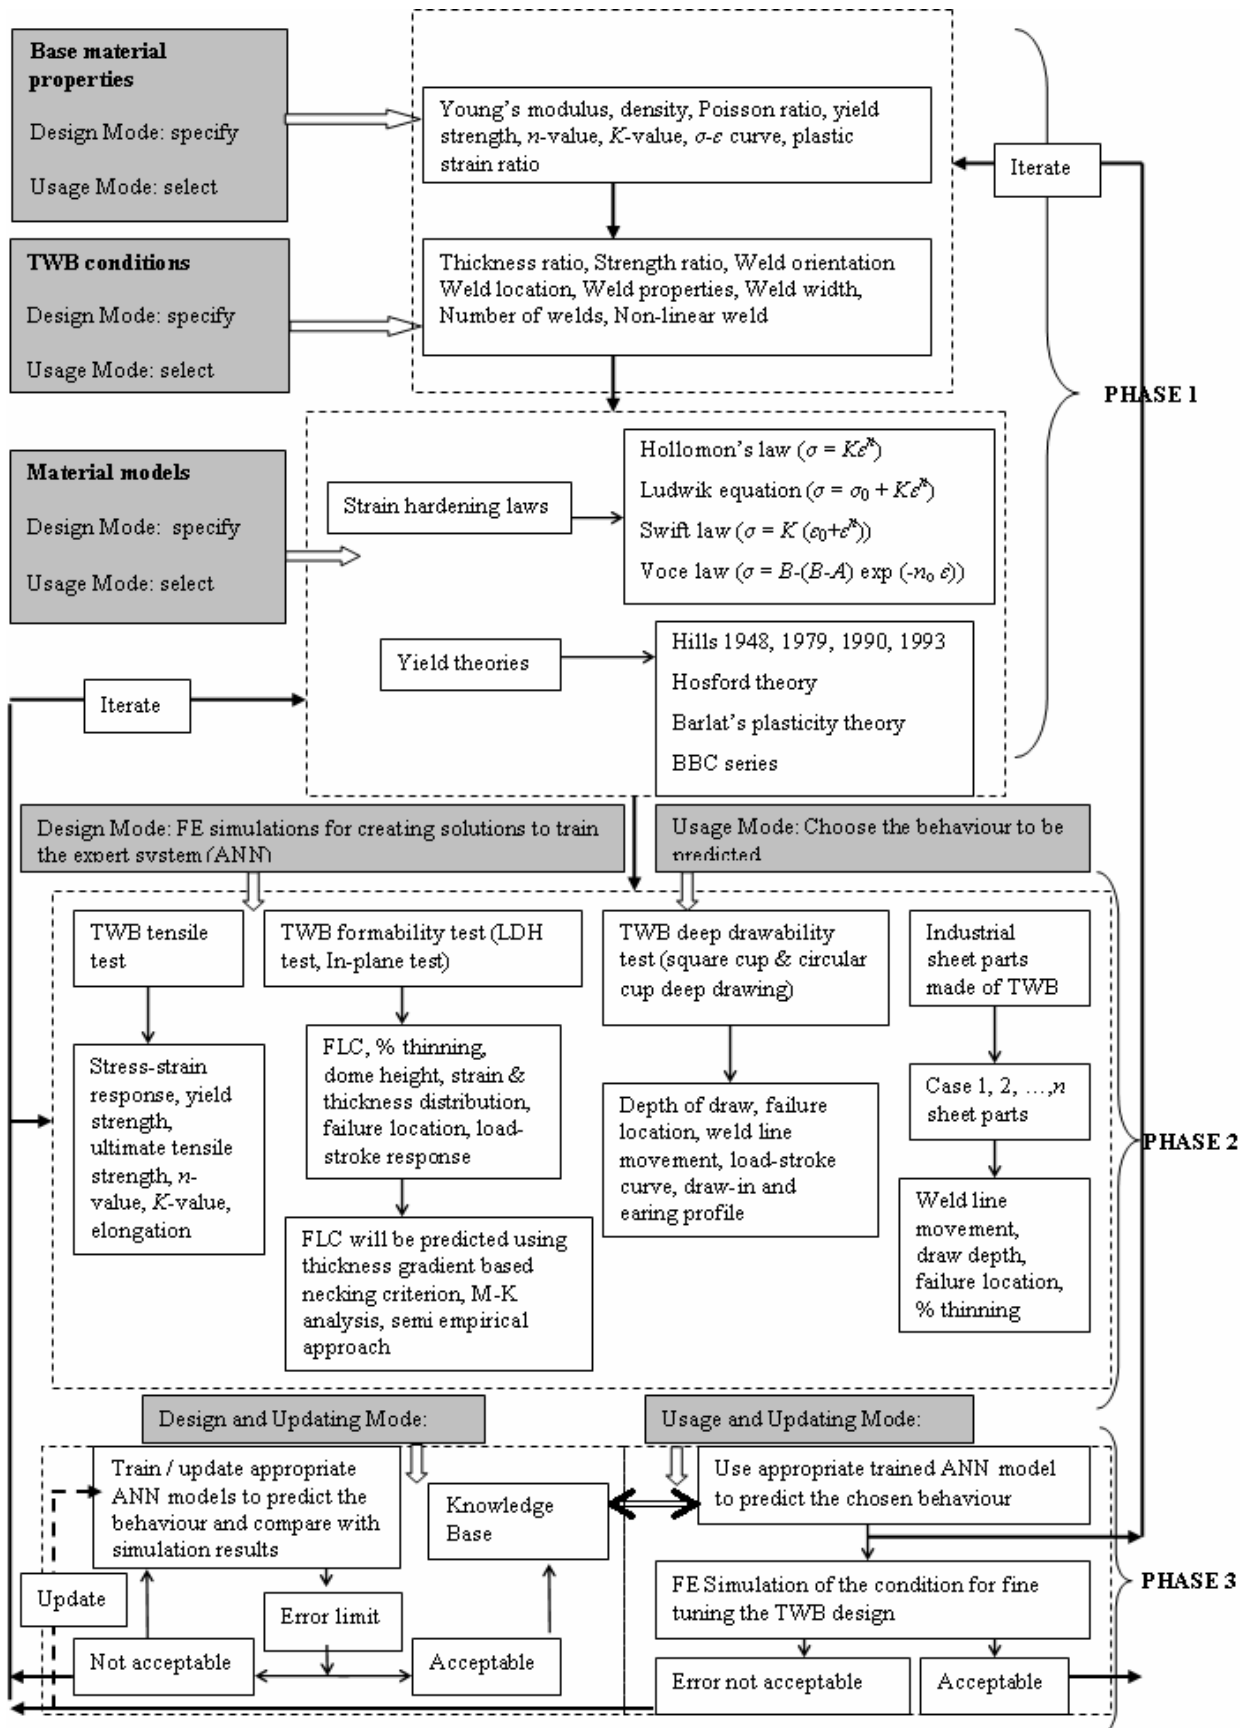 Base material
properties
Design Mode: specify
Usage Mode: select
Young's modulus, density, Poisson ratio, yield
strength, n-value, K-value, σ-ε curve, plastic
strain ratio
Iterate
TWB conditions
Design Mode: specify
Usage Mode: select
Thickness ratio, Strength ratio, Weld orientation
Weld location, Weld properties, Weld width,
Number of welds, Non-linear weld
PHASE 1
Material models
Design Mode: specify
Usage Mode: select
Strain hardening laws
Hollomon's law (σ = Kεⁿ)
Ludwik equation (σ = σ₀ + Kεⁿ)
Swift law (σ = K (ε₀+εⁿ))
Voce law (σ = B-(B-A) exp (-nₒ ε))
Yield theories
Hills 1948, 1979, 1990, 1993
Hosford theory
Barlat's plasticity theory
BBC series
Iterate
Design Mode: FE simulations for creating solutions to train
the expert system (ANN)
Usage Mode: Choose the behaviour to be
predicted
TWB tensile
test
TWB formability test (LDH
test, In-plane test)
TWB deep drawability
test (square cup & circular
cup deep drawing)
Industrial
sheet parts
made of TWB
Stress-strain
response, yield
strength,
ultimate tensile
strength, n-
value, K-value,
elongation
FLC, % thinning,
dome height, strain &
thickness distribution,
failure location, load-
stroke response
FLC will be predicted using
thickness gradient based
necking criterion, M-K
analysis, semi empirical
approach
Depth of draw, failure
location, weld line
movement, load-stroke
curve, draw-in and
earing profile
Case 1, 2, ...,n
sheet parts
Weld line
movement,
draw depth,
failure location,
% thinning
PHASE 2
Design and Updating Mode:
Usage and Updating Mode:
Train / update appropriate
ANN models to predict the
behaviour and compare with
simulation results
Knowledge
Base
Use appropriate trained ANN model
to predict the chosen behaviour
Update
Error limit
Not acceptable
Acceptable
FE Simulation of the condition for fine
tuning the TWB design
Error not acceptable
Acceptable
PHASE 3